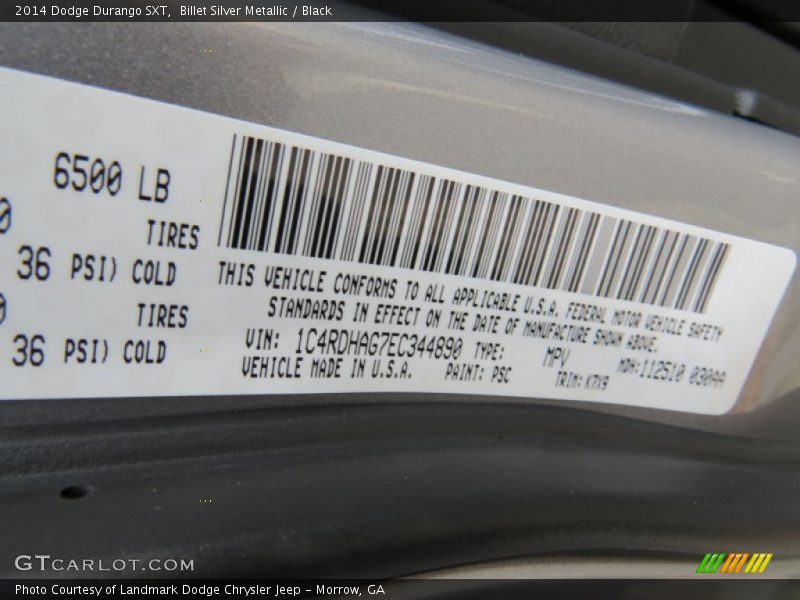 2014 Dodge Durango SXT, Billet Silver Metallic / Black
6500 LB
0 TIRES
36 PSI) COLD
0 TIRES
36 PSI) COLD
THIS VEHICLE CONFORMS TO ALL APPLICABLE U.S.A. FEDERAL MOTOR VEHICLE SAFETY
STANDARDS IN EFFECT ON THE DATE OF MANUFACTURE SHOWN ABOVE.
VIN: 1C4RDHAG7EC344890 TYPE: MPV MDH:112510 030AA
VEHICLE MADE IN U.S.A. PAINT: PSC TRIM: K7X9
GTCARLOT.COM
Photo Courtesy of Landmark Dodge Chrysler Jeep - Morrow, GA